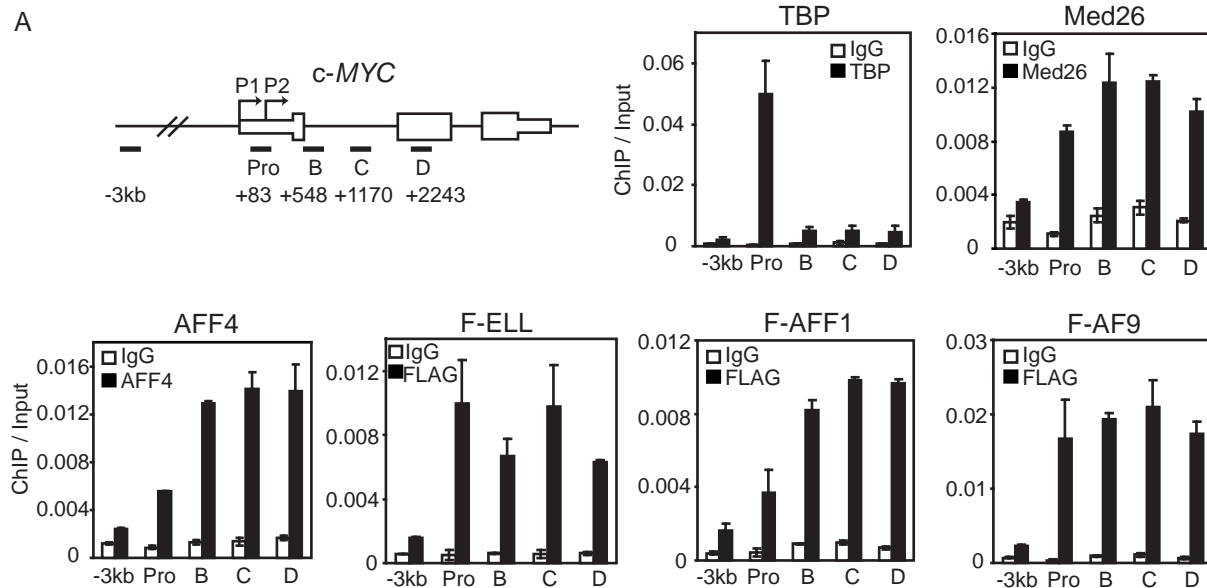 A
c-MYC
P1 P2
Pro B C D
-3kb +83 +548 +1170 +2243
TBP
ChIP / Input
0.06
0.04
0.02
0
IgG
TBP
-3kb Pro B C D
Med26
0.016
0.012
0.008
0.004
0
IgG
Med26
-3kb Pro B C D
AFF4
ChIP / Input
0.016
0.012
0.008
0.004
0
IgG
AFF4
-3kb Pro B C D
F-ELL
0.012
0.008
0.004
0
IgG
FLAG
-3kb Pro B C D
F-AFF1
0.012
0.008
0.004
0
IgG
FLAG
-3kb Pro B C D
F-AF9
0.03
0.02
0.01
0
IgG
FLAG
-3kb Pro B C D